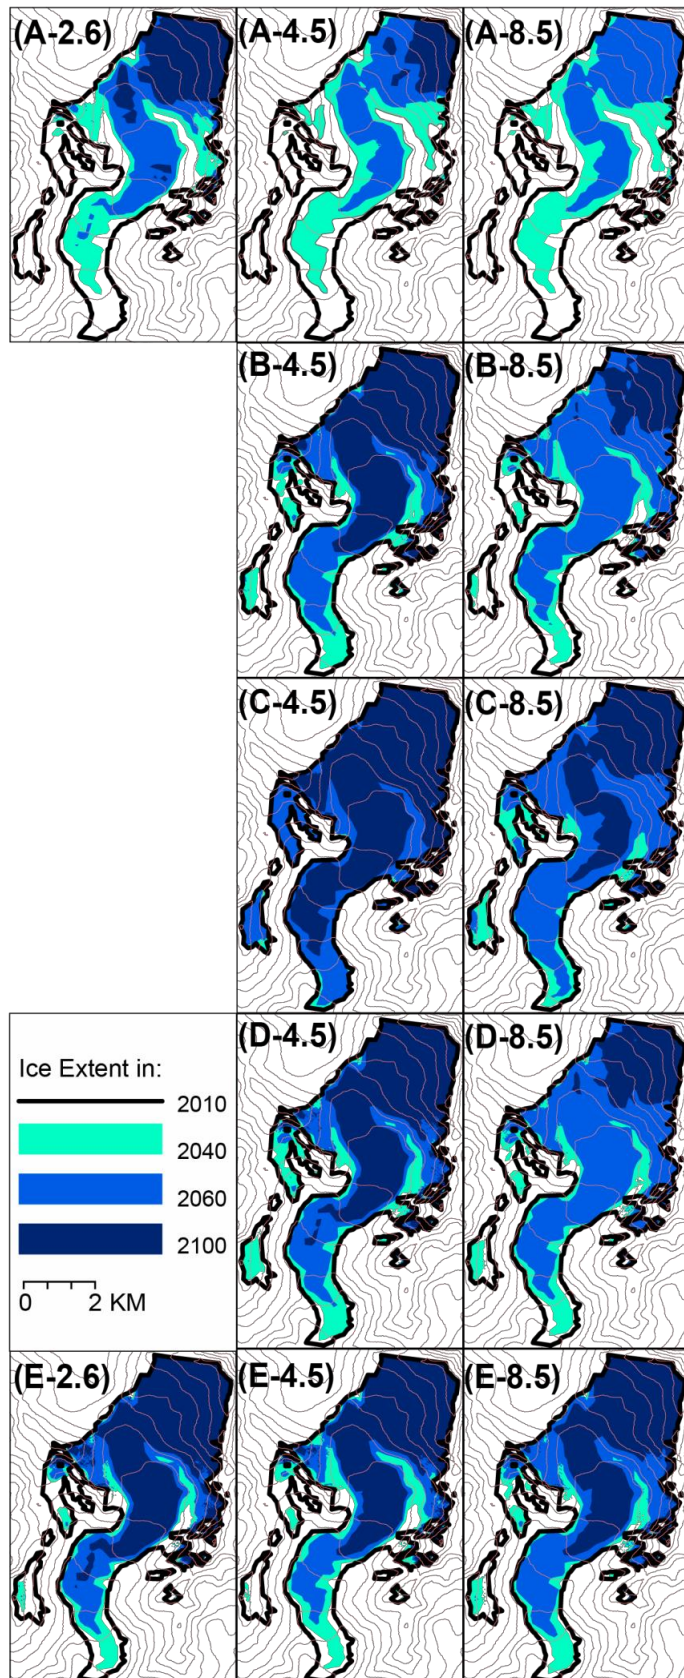 (A-2.6) (A-4.5) (A-8.5)
(B-4.5) (B-8.5)
(C-4.5) (C-8.5)
(D-4.5) (D-8.5)
Ice Extent in:
2010
2040
2060
2100
0 2 KM
(E-2.6) (E-4.5) (E-8.5)